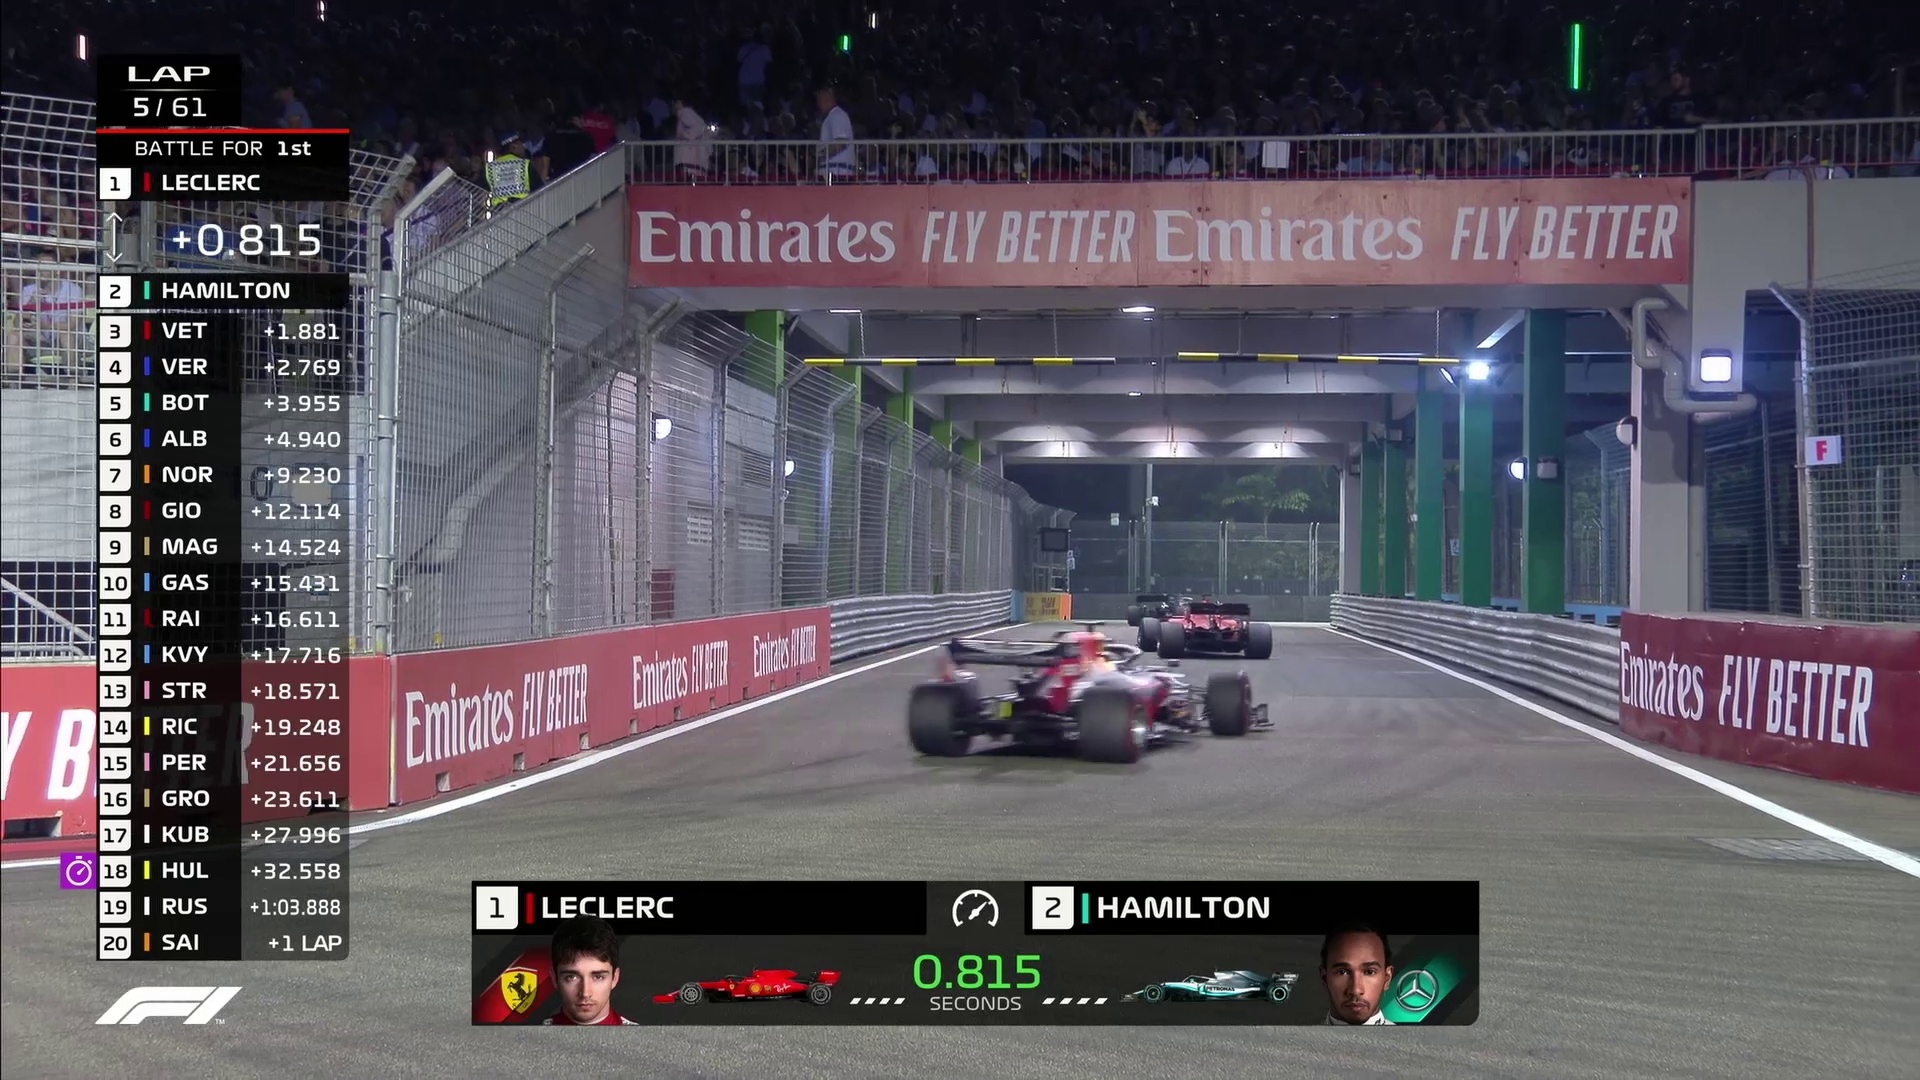 LAP
5/61
BATTLE FOR 1st
1 LECLERC
+0.815
2 HAMILTON
3 VET +1.881
4 VER +2.769
5 BOT +3.955
6 ALB +4.940
7 NOR +9.230
8 GIO +12.114
9 MAG +14.524
10 GAS +15.431
11 RAI +16.611
12 KVY +17.716
13 STR +18.571
14 RIC +19.248
15 PER +21.656
16 GRO +23.611
17 KUB +27.996
18 HUL +32.558
19 RUS +1:03.888
20 SAI +1 LAP
F1
Emirates FLY BETTER Emirates FLY BETTER
F
Emirates FLY BETTER Emirates FLY BETTER Emirates FLY BETTER
Emirates FLY BETTER
1 LECLERC
2 HAMILTON
0.815
SECONDS